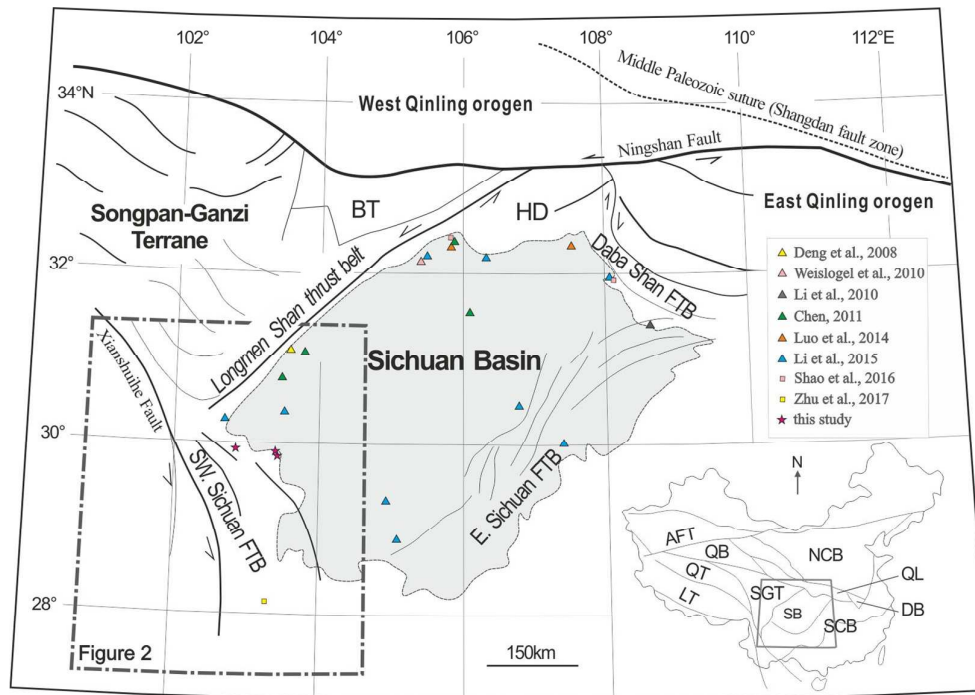 102°
104°
106°
108°
110°
112°E
34°N
32°
30°
28°
West Qinling orogen
Middle Paleozoic suture (Shangdan fault zone)
Ningshan Fault
East Qinling orogen
Songpan-Ganzi
Terrane
BT
HD
Longmen Shan thrust belt
Daba Shan FTB
Xianshuihe Fault
Sichuan Basin
SW. Sichuan FTB
E. Sichuan FTB
Deng et al., 2008
Weislogel et al., 2010
Li et al., 2010
Chen, 2011
Luo et al., 2014
Li et al., 2015
Shao et al., 2016
Zhu et al., 2017
this study
Figure 2
150km
N
AFT
QB
NCB
QT
QL
LT
SGT
SB
DB
SCB